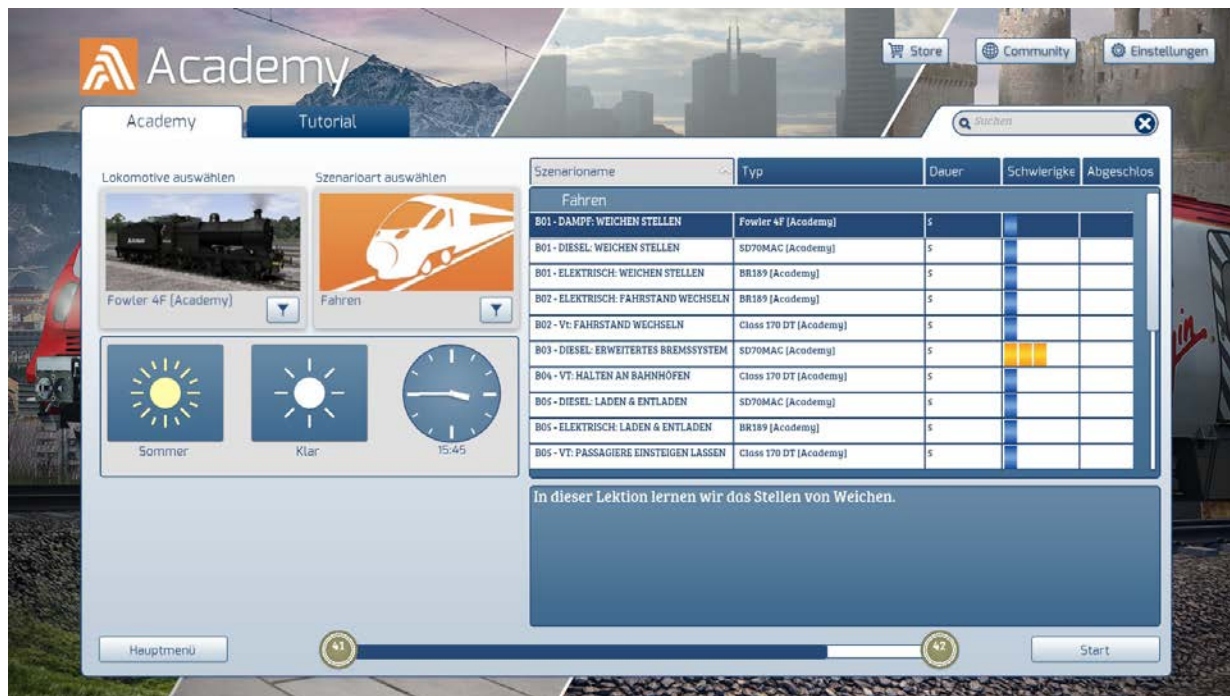 Academy
Store
Community
Einstellungen
Academy
Tutorial
Suchen
Lokomotive auswählen
Szenarioart auswählen
Fowler 4F (Academy)
Fahren
Sommer
Klar
15:45
Szenarioname Typ Dauer Schwierigke Abgeschlos
Fahren
B01 - DAMPF: WEICHEN STELLEN Fowler 4F [Academy] 5
B01 - DIESEL: WEICHEN STELLEN SD70MAC [Academy] 5
B01 - ELEKTRISCH: WEICHEN STELLEN BR189 [Academy] 5
B02 - ELEKTRISCH: FAHRSTAND WECHSELN BR189 [Academy] 5
B02 - Vt: FAHRSTAND WECHSELN Class 170 DT [Academy] 5
B03 - DIESEL: ERWEITERTES BREMSSYSTEM SD70MAC [Academy] 5
B04 - VT: HALTEN AN BAHNHÖFEN Class 170 DT [Academy] 5
B05 - DIESEL: LADEN & ENTLADEN SD70MAC [Academy] 5
B05 - ELEKTRISCH: LADEN & ENTLADEN BR189 [Academy] 5
B05 - VT: PASSAGIERE EINSTEIGEN LASSEN Class 170 DT [Academy] 5
In dieser Lektion lernen wir das Stellen von Weichen.
Hauptmenü
41
42
Start